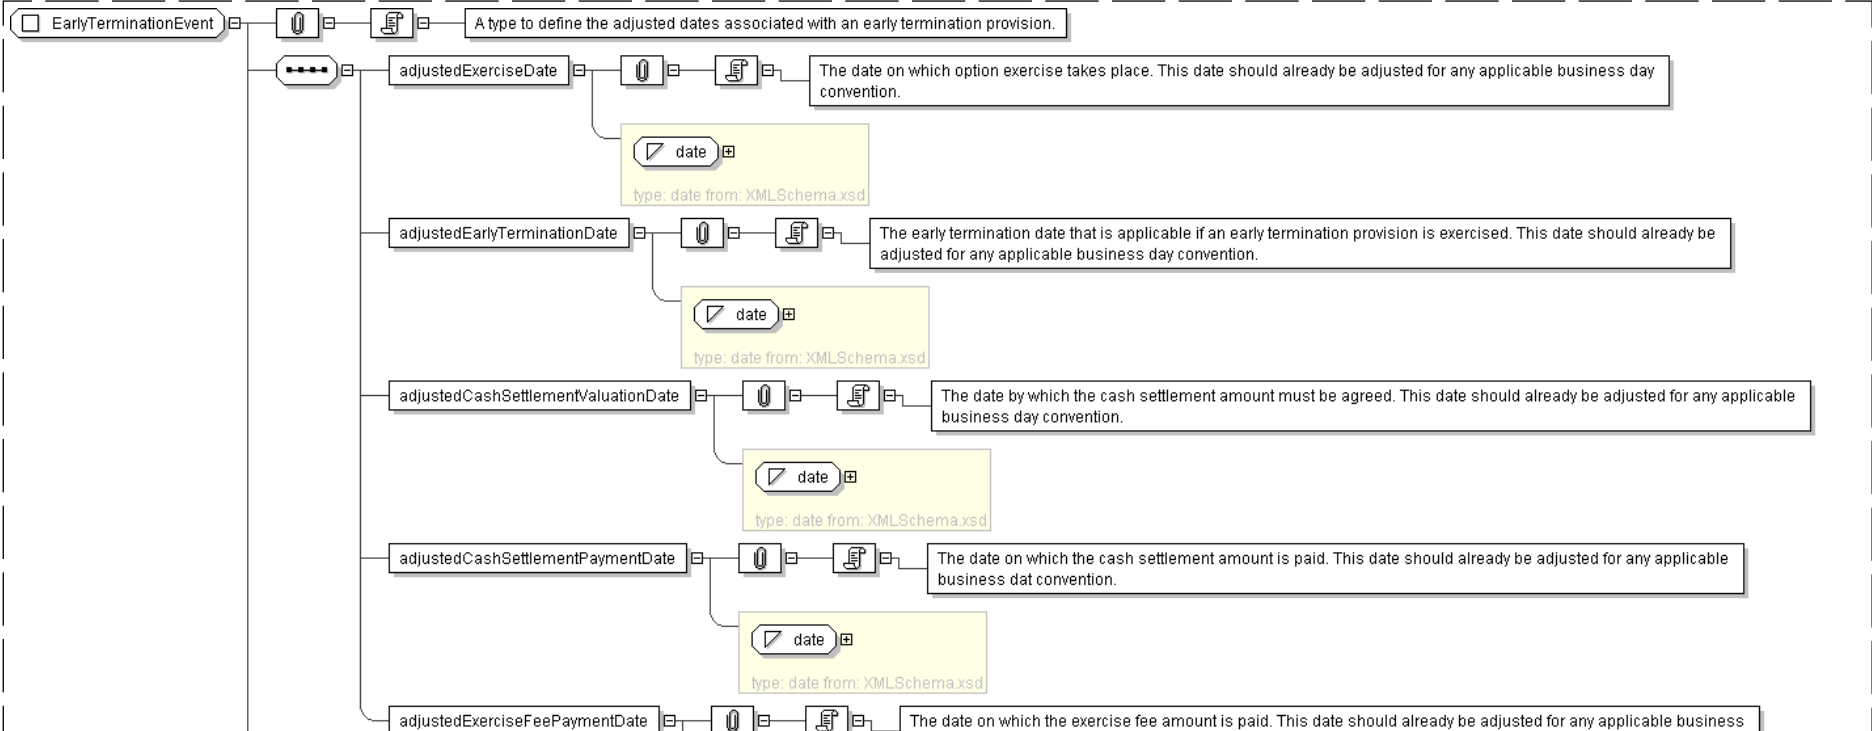 EarlyTerminationEvent
A type to define the adjusted dates associated with an early termination provision.
adjustedExerciseDate
The date on which option exercise takes place. This date should already be adjusted for any applicable business day
convention.
date
type: date from: XMLSchema.xsd
adjustedEarlyTerminationDate
The early termination date that is applicable if an early termination provision is exercised. This date should already be
adjusted for any applicable business day convention.
date
type: date from: XMLSchema.xsd
adjustedCashSettlementValuationDate
The date by which the cash settlement amount must be agreed. This date should already be adjusted for any applicable
business day convention.
date
type: date from: XMLSchema.xsd
adjustedCashSettlementPaymentDate
The date on which the cash settlement amount is paid. This date should already be adjusted for any applicable
business dat convention.
date
type: date from: XMLSchema.xsd
adjustedExerciseFeePaymentDate
The date on which the exercise fee amount is paid. This date should already be adjusted for any applicable business